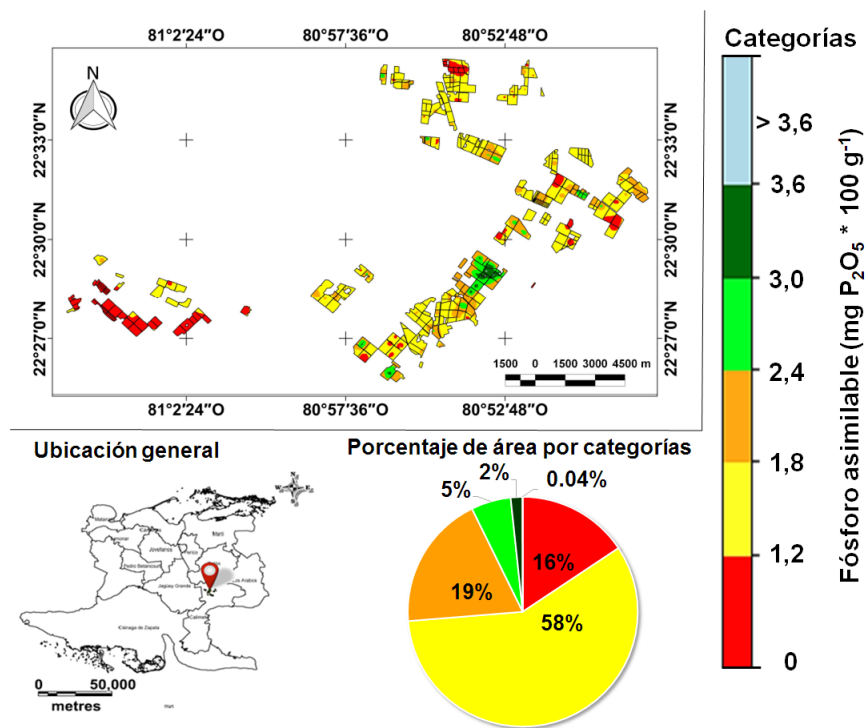 81°2′24″O 80°57′36″O 80°52′48″O
Categorías
N
22°33′0″N
22°33′0″N
22°30′0″N
22°30′0″N
22°27′0″N
22°27′0″N
1500 0 1500 3000 4500 m
81°2′24″O 80°57′36″O 80°52′48″O
> 3,6
3,6
3,0
2,4
1,8
1,2
0
Fósforo asimilable (mg P₂O₅ * 100 g⁻¹)
Ubicación general
N
W E
S
Martí
Jovellanos
Perico
Pedro Betancourt
Jagüey Grande
Calimete
Ciénaga de Zapata
0 50,000
metres
Porcentaje de área por categorías
2%
0.04%
5%
16%
19%
58%